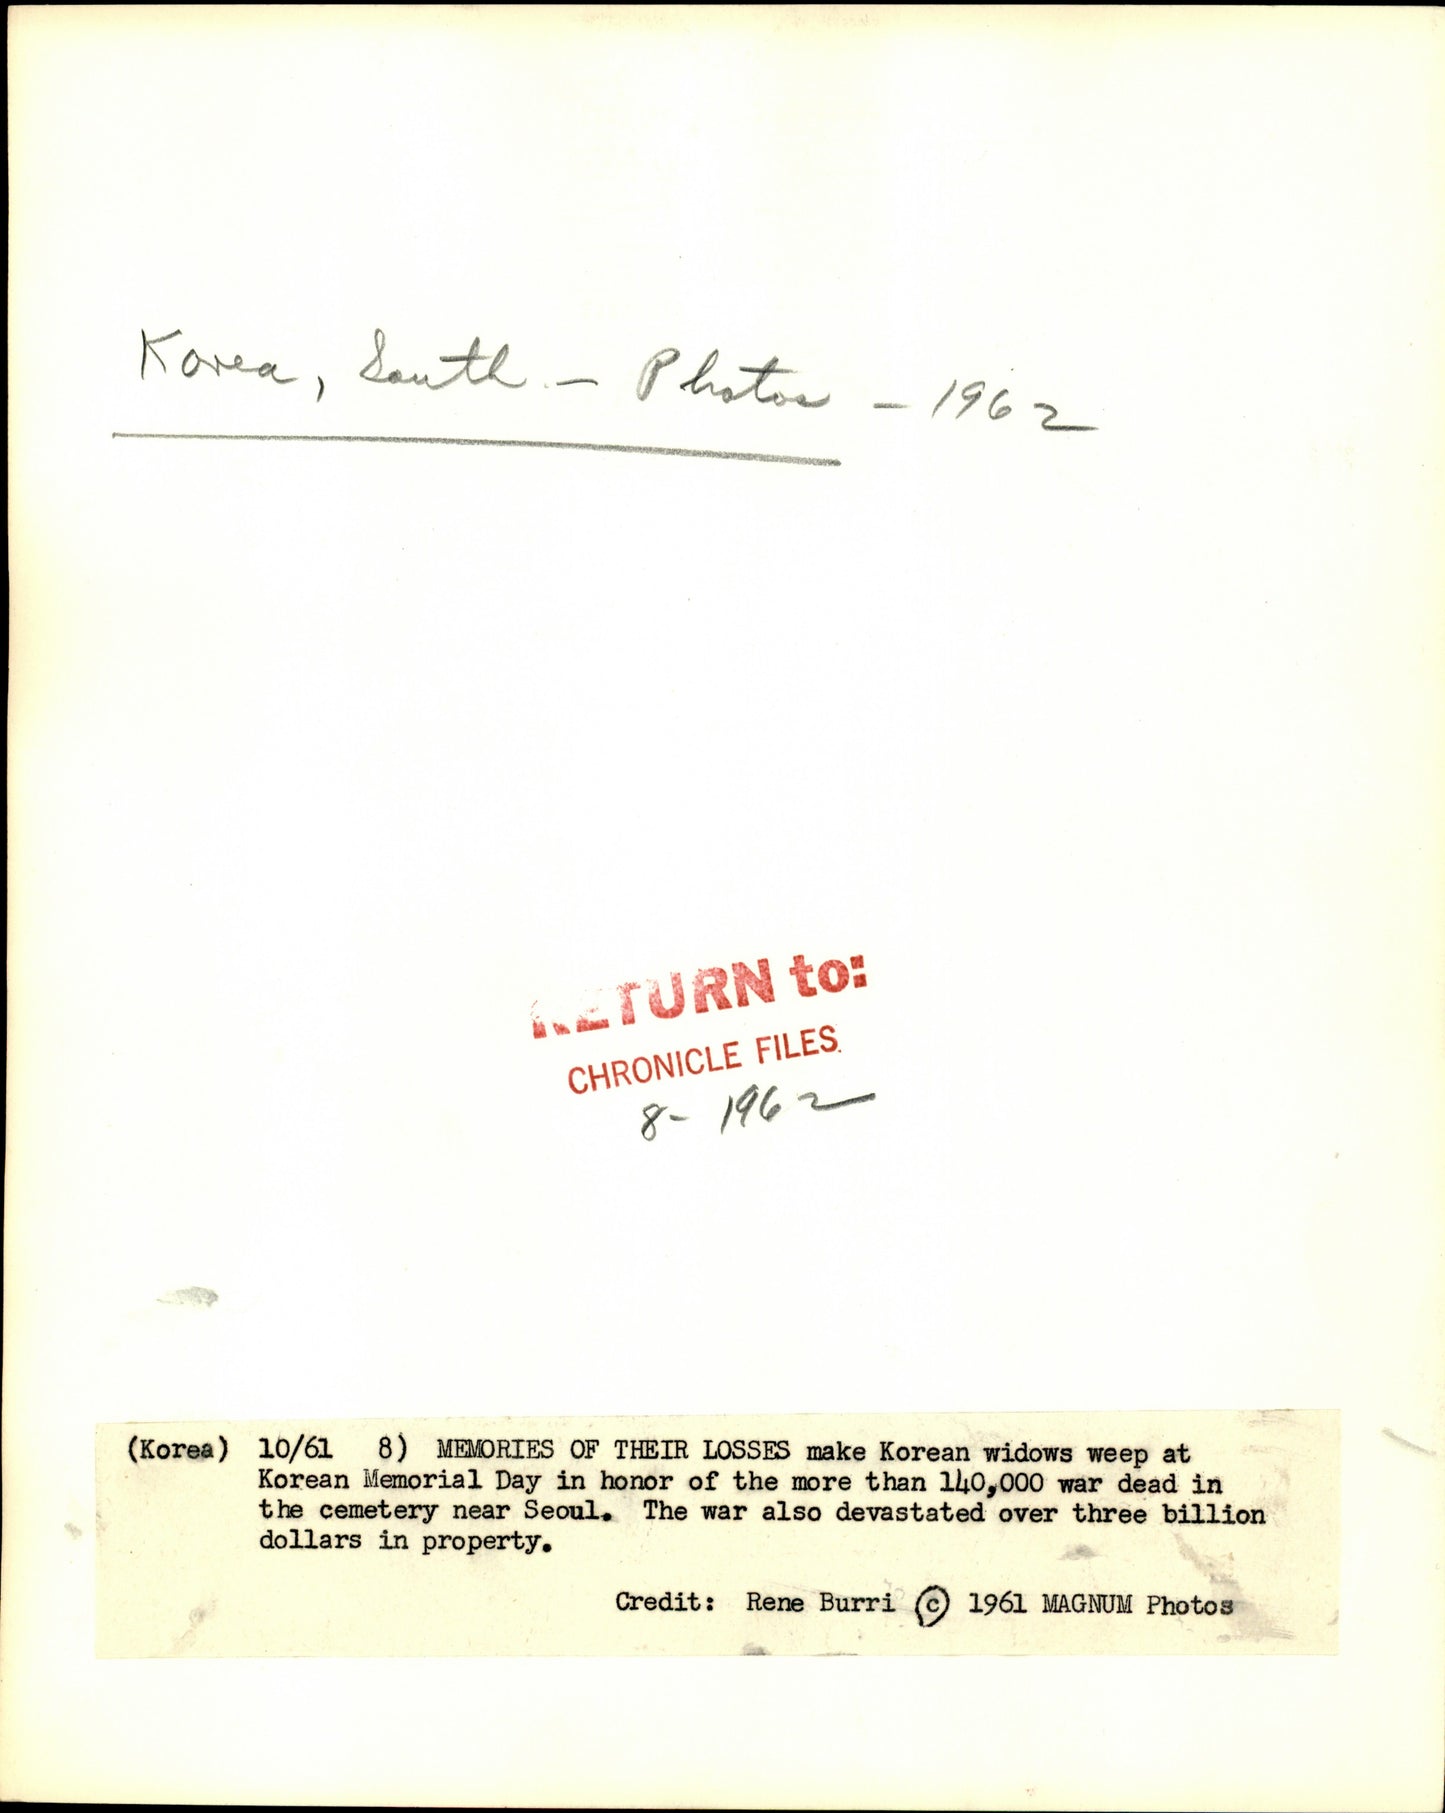 Korea, South - Photos - 1962
RETURN to:
CHRONICLE FILES.
8- 1962
(Korea) 10/61 8) MEMORIES OF THEIR LOSSES make Korean widows weep at
Korean Memorial Day in honor of the more than 140,000 war dead in
the cemetery near Seoul. The war also devastated over three billion
dollars in property.
Credit: Rene Burri © 1961 MAGNUM Photos